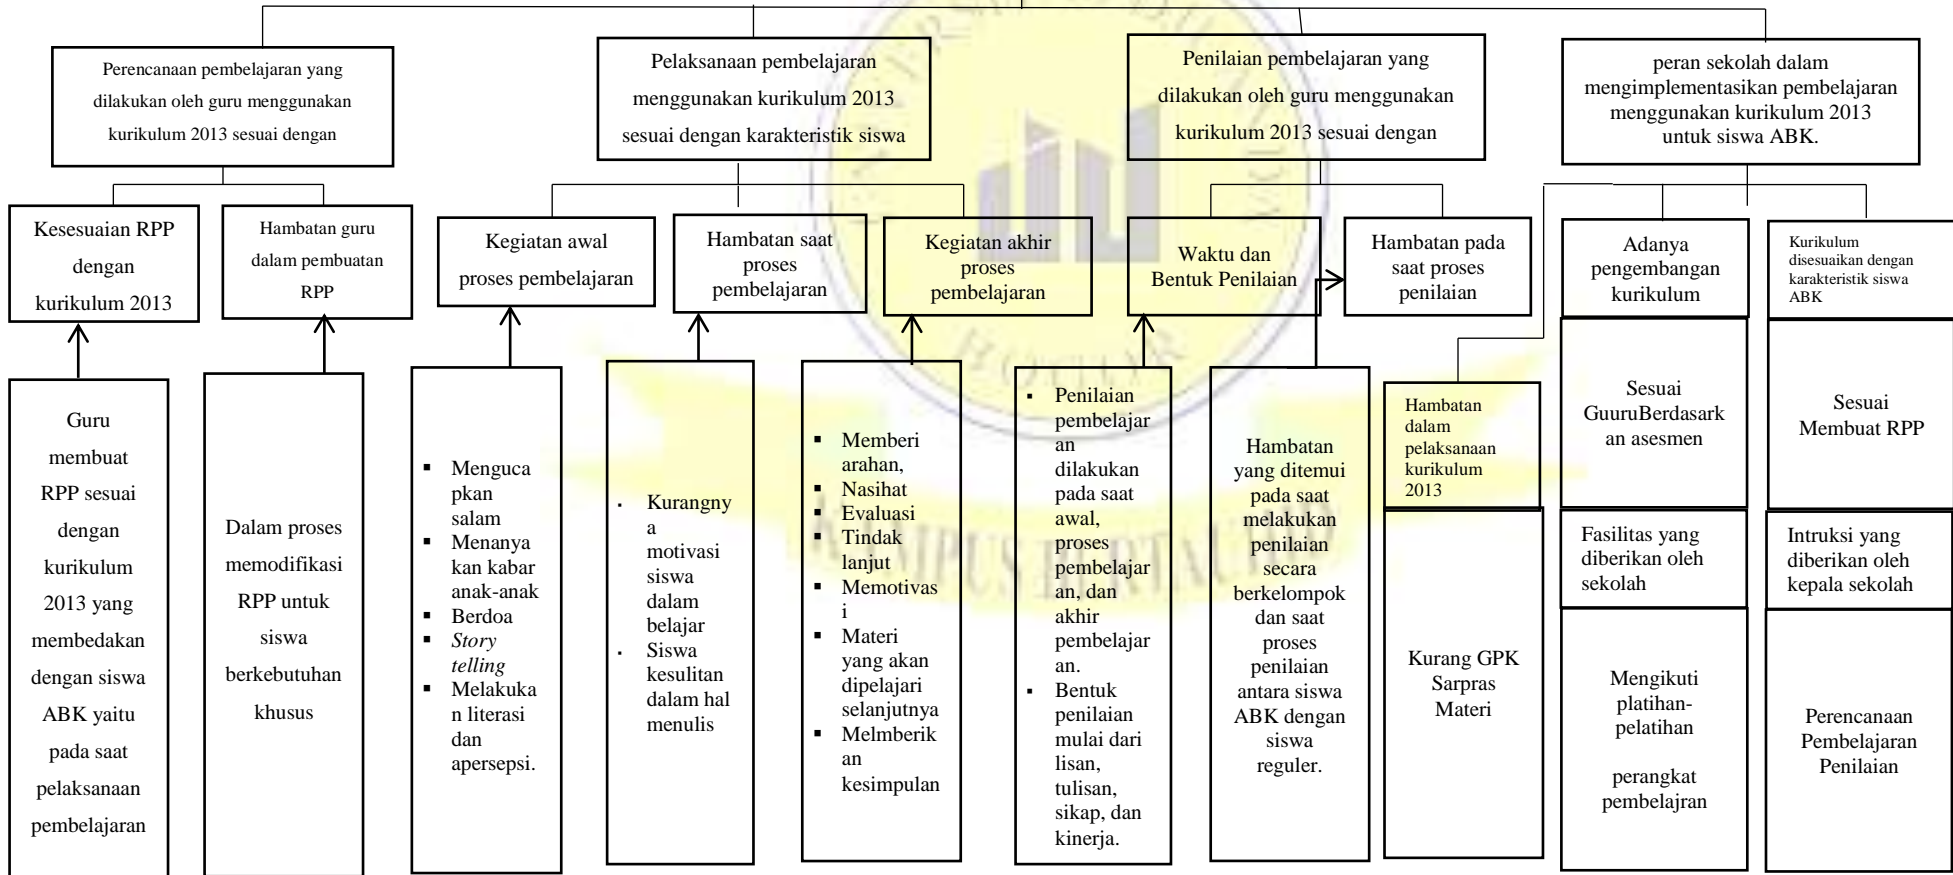 Perencanaan pembelajaran yang
dilakukan oleh guru menggunakan
kurikulum 2013 sesuai dengan
Pelaksanaan pembelajaran
menggunakan kurikulum 2013
sesuai dengan karakteristik siswa
Penilaian pembelajaran yang
dilakukan oleh guru menggunakan
kurikulum 2013 sesuai dengan
peran sekolah dalam
mengimplementasikan pembelajaran
menggunakan kurikulum 2013
untuk siswa ABK.
Kesesuaian RPP
dengan
kurikulum 2013
Hambatan guru
dalam pembuatan
RPP
Kegiatan awal
proses pembelajaran
Hambatan saat
proses
pembelajaran
Kegiatan akhir
proses
pembelajaran
Waktu dan
Bentuk Penilaian
Hambatan pada
saat proses
penilaian
Adanya
pengembangan
kurikulum
Kurikulum
disesuaikan dengan
karakteristik siswa
ABK
Guru
membuat
RPP sesuai
dengan
kurikulum
2013 yang
membedakan
dengan siswa
ABK yaitu
pada saat
pelaksanaan
pembelajaran
Dalam proses
memodifikasi
RPP untuk
siswa
berkebutuhan
khusus
▪ Menguca
pkan
salam
▪ Menanya
kan kabar
anak-anak
▪ Berdoa
▪ Story
telling
▪ Melakuka
n literasi
dan
apersepsi.
▪ Kurangny
a
motivasi
siswa
dalam
belajar
▪ Siswa
kesulitan
dalam hal
menulis
▪ Memberi
arahan,
▪ Nasihat
▪ Evaluasi
▪ Tindak
lanjut
▪ Memotivas
i
▪ Materi
yang akan
dipelajari
selanjutnya
▪ Melmberik
an
kesimpulan
▪ Penilaian
pembelajar
an
dilakukan
pada saat
awal,
proses
pembelajar
an, dan
akhir
pembelajar
an.
▪ Bentuk
penilaian
mulai dari
lisan,
tulisan,
sikap, dan
kinerja.
Hambatan
yang ditemui
pada saat
melakukan
penilaian
secara
berkelompok
dan saat
proses
penilaian
antara siswa
ABK dengan
siswa
reguler.
Hambatan
dalam
pelaksanaan
kurikulum
2013
Kurang GPK
Sarpras
Materi
Sesuai
GuuruBerdasark
an asesmen
Fasilitas yang
diberikan oleh
sekolah
Mengikuti
platihan-
pelatihan
perangkat
pembelajran
Sesuai
Membuat RPP
Intruksi yang
diberikan oleh
kepala sekolah
Perencanaan
Pembelajaran
Penilaian
BOGOR
KAMPUS BERTAUHID